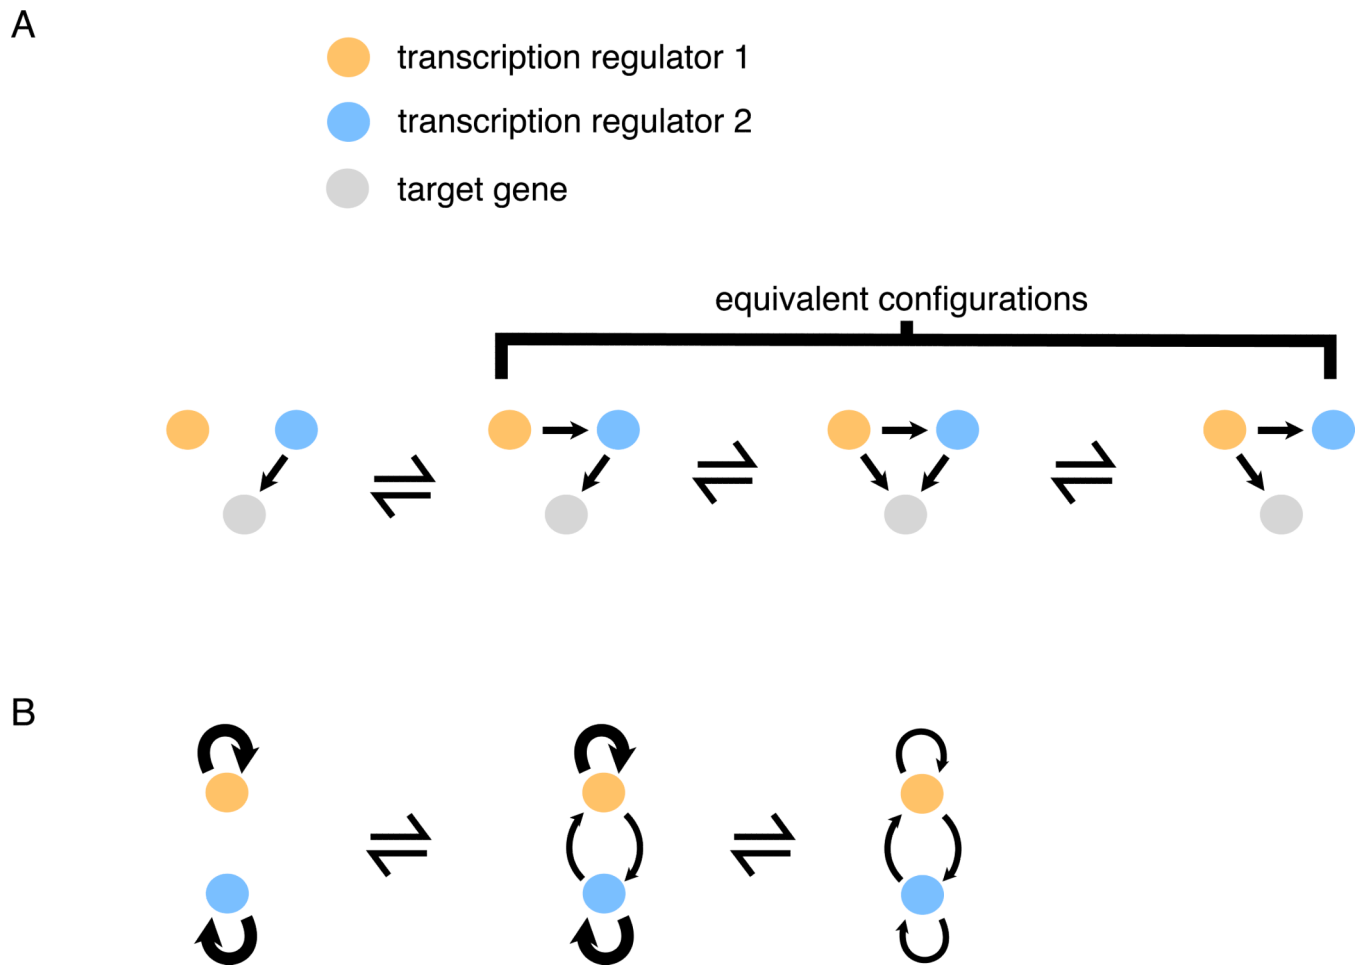 A
transcription regulator 1
transcription regulator 2
target gene
equivalent configurations
B